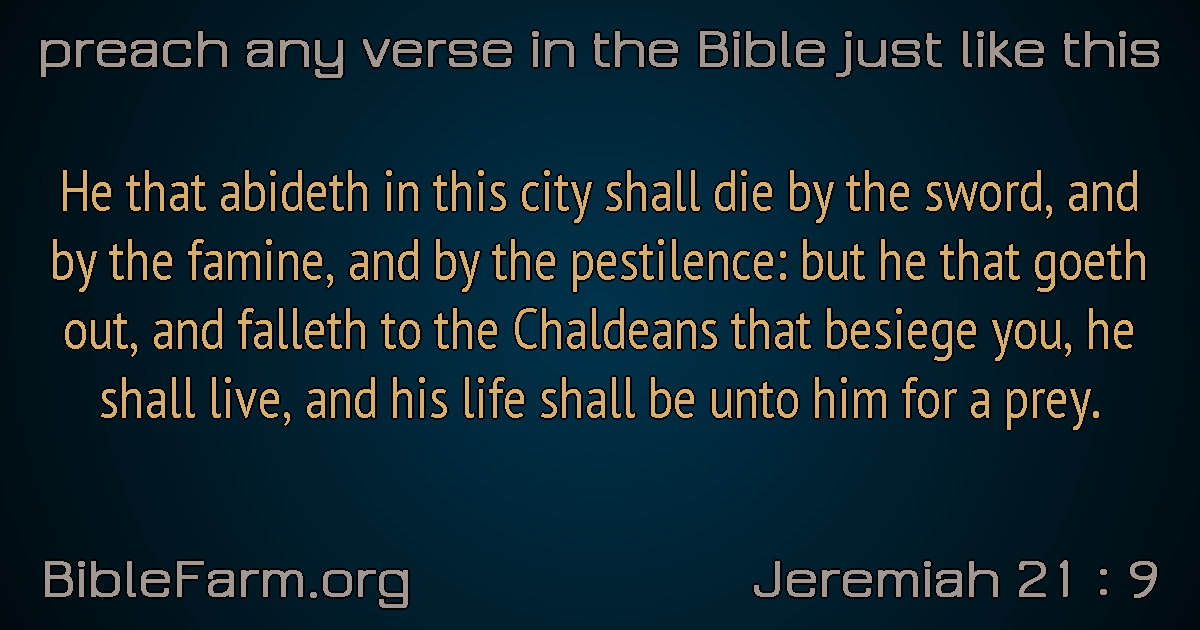 preach any verse in the Bible just like this
He that abideth in this city shall die by the sword, and
by the famine, and by the pestilence: but he that goeth
out, and falleth to the Chaldeans that besiege you, he
shall live, and his life shall be unto him for a prey.
BibleFarm.org
Jeremiah 21 : 9